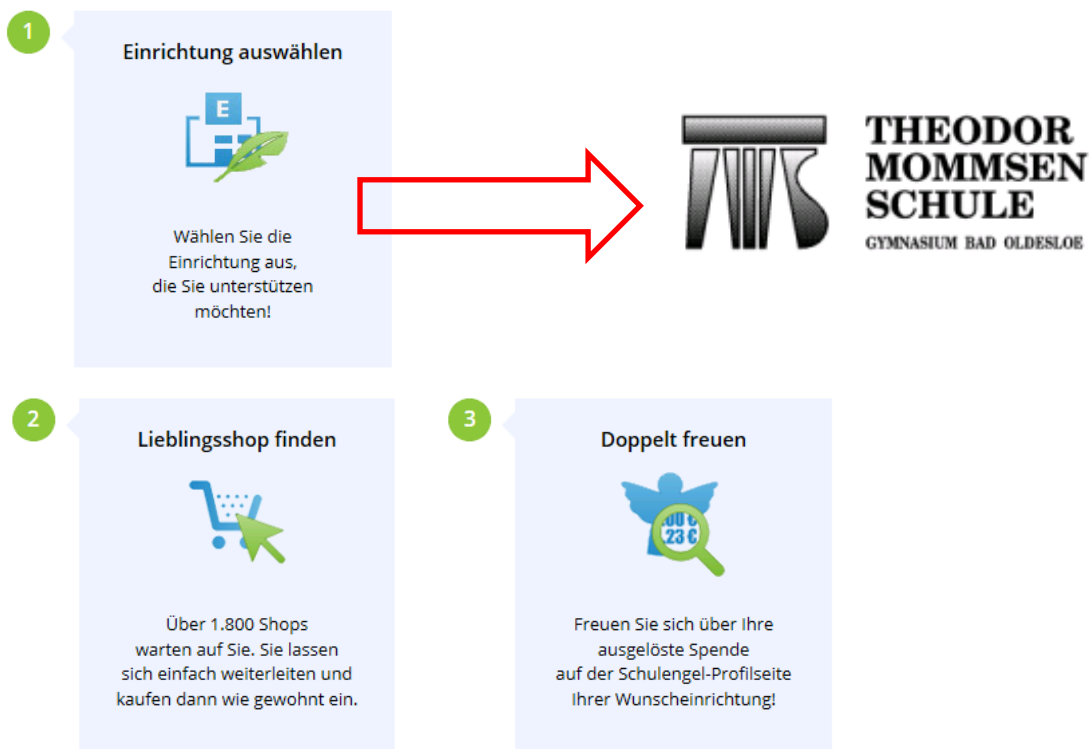 1
Einrichtung auswählen
E
Wählen Sie die
Einrichtung aus,
die Sie unterstützen
möchten!
TMS
THEODOR
MOMMSEN
SCHULE
GYMNASIUM BAD OLDESLOE
2
Lieblingsshop finden
Über 1.800 Shops
warten auf Sie. Sie lassen
sich einfach weiterleiten und
kaufen dann wie gewohnt ein.
3
Doppelt freuen
,00 €
,23 €
Freuen Sie sich über Ihre
ausgelöste Spende
auf der Schulengel-Profilseite
Ihrer Wunscheinrichtung!